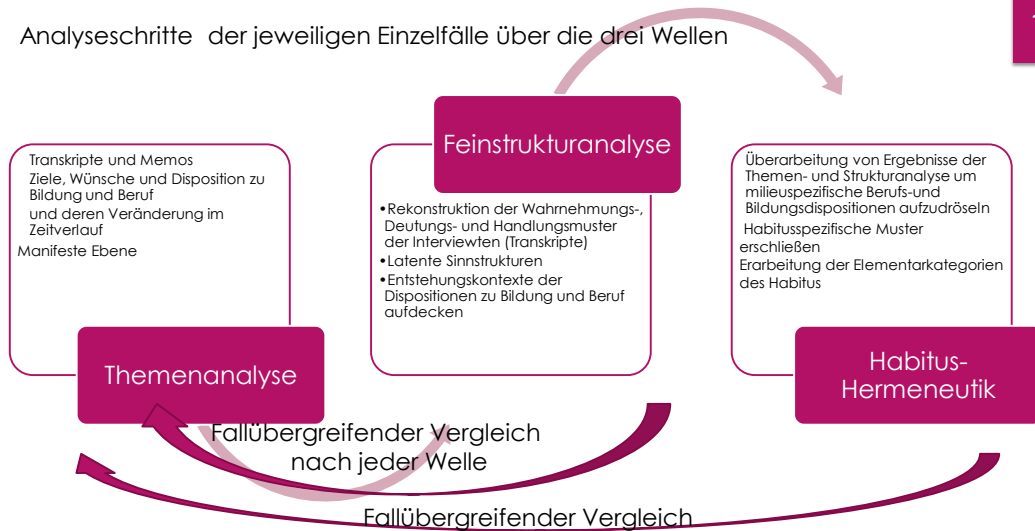 Analyseschritte der jeweiligen Einzelfälle über die drei Wellen
Transkripte und Memos
Ziele, Wünsche und Disposition zu
Bildung und Beruf
und deren Veränderung im
Zeitverlauf
Manifeste Ebene
Themenanalyse
Feinstrukturanalyse
•Rekonstruktion der Wahrnehmungs-,
Deutungs- und Handlungsmuster
der Interviewten (Transkripte)
•Latente Sinnstrukturen
•Entstehungskontexte der
Dispositionen zu Bildung und Beruf
aufdecken
Überarbeitung von Ergebnisse der
Themen- und Strukturanalyse um
milieuspezifische Berufs-und
Bildungsdispositionen aufzudröseln
Habitusspezifische Muster
erschließen
Erarbeitung der Elementarkategorien
des Habitus
Habitus-
Hermeneutik
Fallübergreifender Vergleich
nach jeder Welle
Fallübergreifender Vergleich